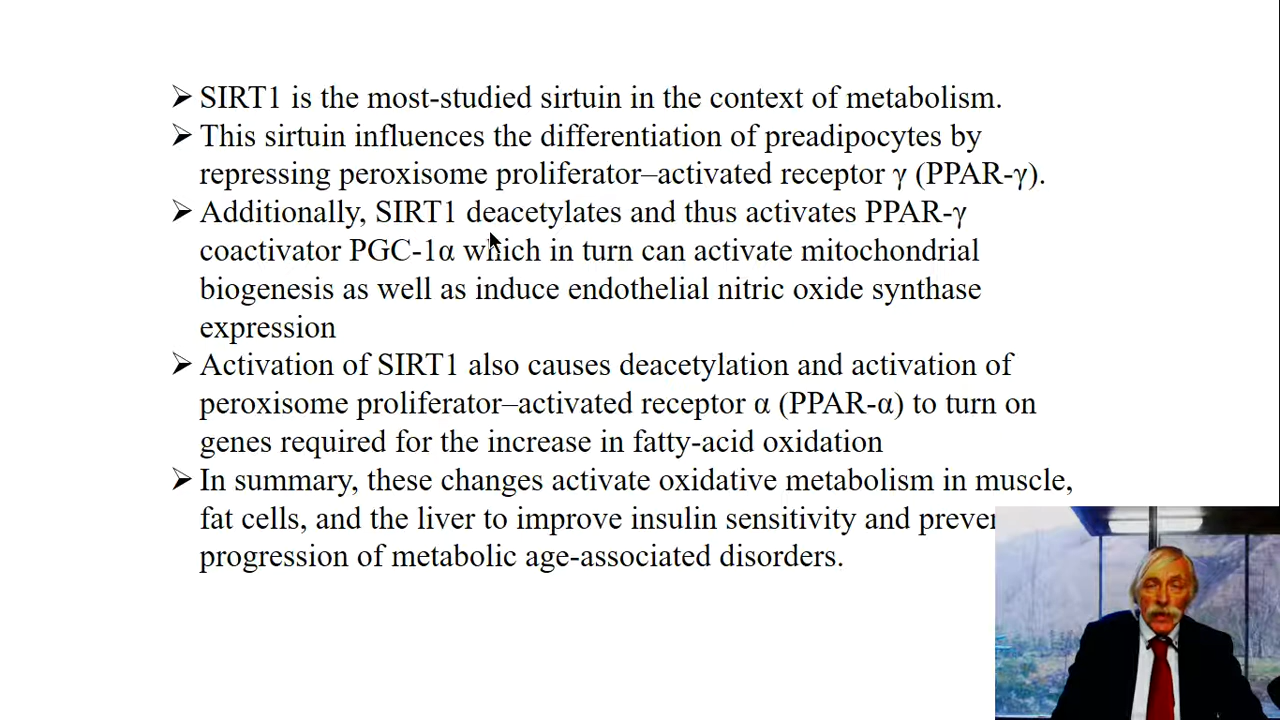 ➢ SIRT1 is the most-studied sirtuin in the context of metabolism.
➢ This sirtuin influences the differentiation of preadipocytes by
repressing peroxisome proliferator–activated receptor γ (PPAR-γ).
➢ Additionally, SIRT1 deacetylates and thus activates PPAR-γ
coactivator PGC-1α which in turn can activate mitochondrial
biogenesis as well as induce endothelial nitric oxide synthase
expression
➢ Activation of SIRT1 also causes deacetylation and activation of
peroxisome proliferator–activated receptor α (PPAR-α) to turn on
genes required for the increase in fatty-acid oxidation
➢ In summary, these changes activate oxidative metabolism in muscle,
fat cells, and the liver to improve insulin sensitivity and
progression of metabolic age-associated disorders.